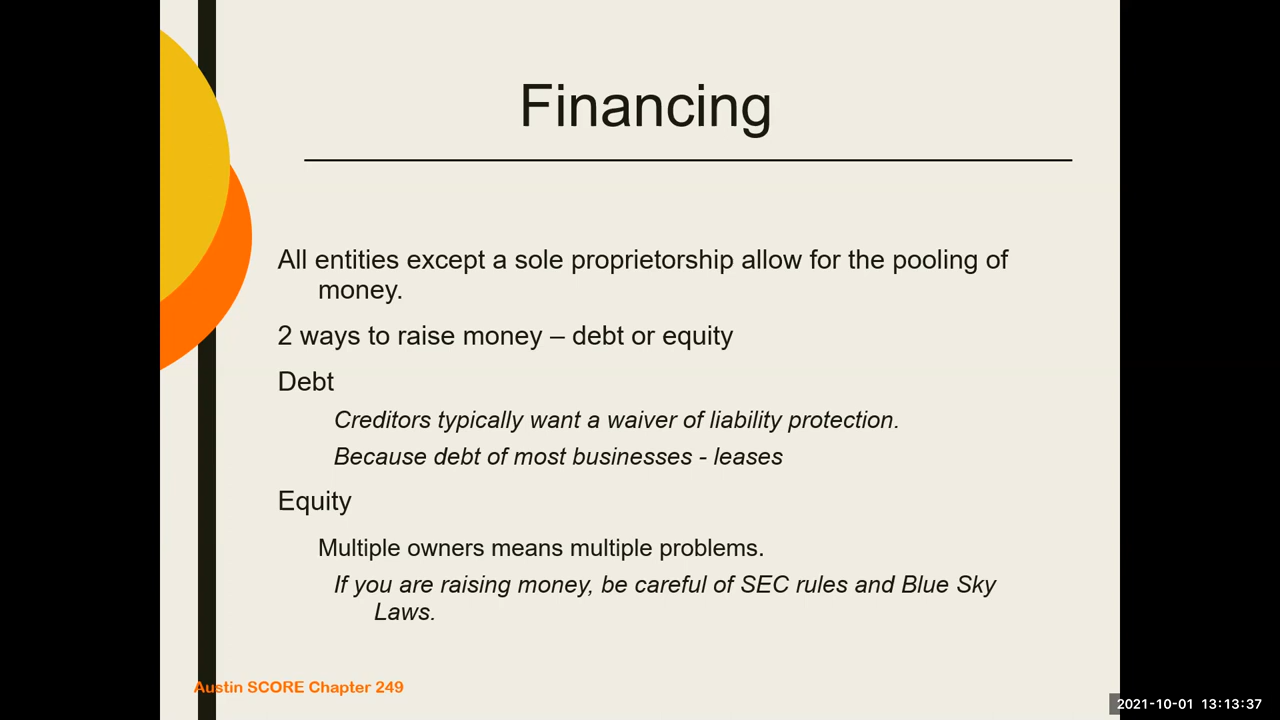 Financing
All entities except a sole proprietorship allow for the pooling of
money.
2 ways to raise money – debt or equity
Debt
Creditors typically want a waiver of liability protection.
Because debt of most businesses - leases
Equity
Multiple owners means multiple problems.
If you are raising money, be careful of SEC rules and Blue Sky
Laws.
Austin SCORE Chapter 249
2021-10-01 13:13:37